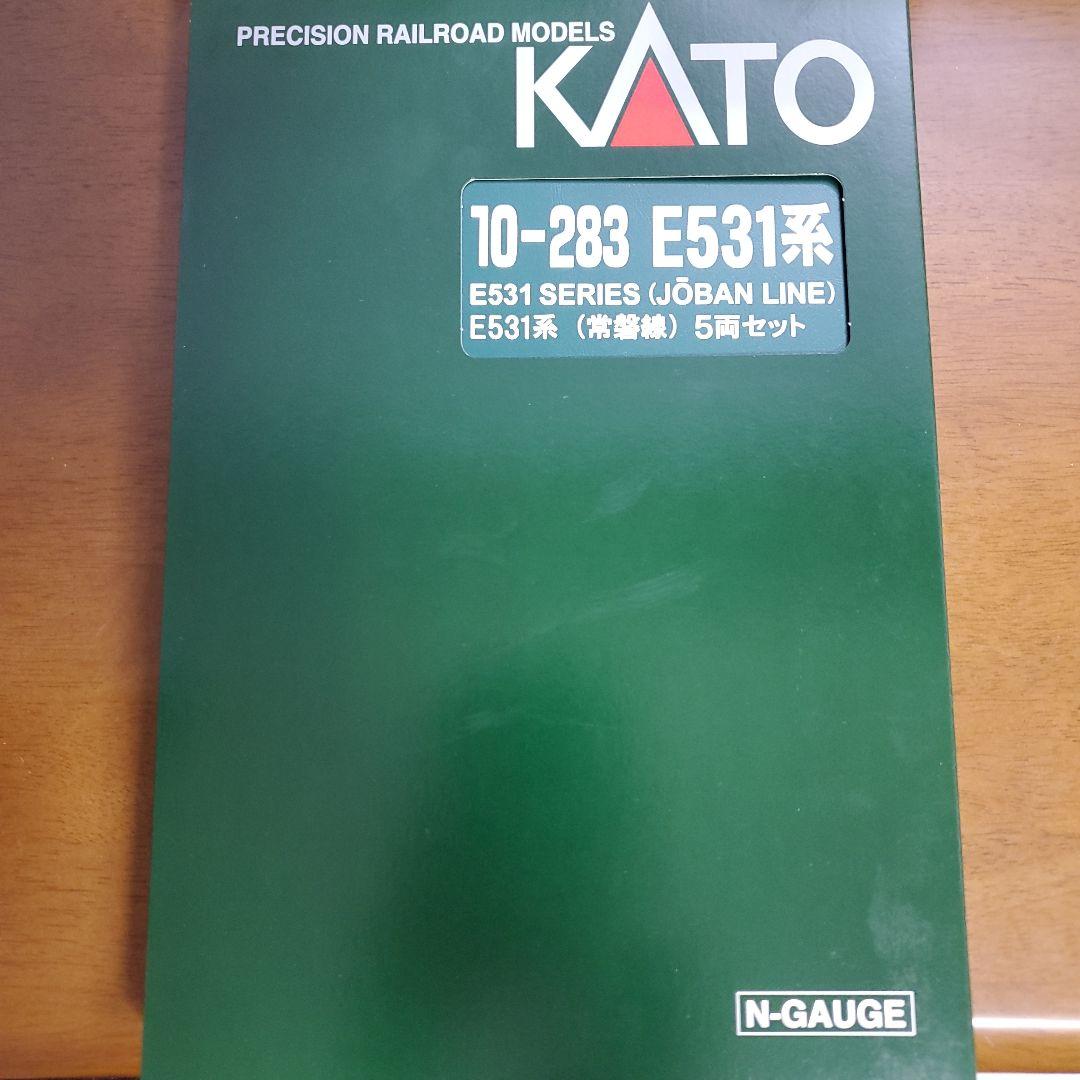 PRECISION RAILROAD MODELS
KATO
10-283 E531系
E531 SERIES (JŌBAN LINE)
E531系 (常磐線) 5両セット
N-GAUGE